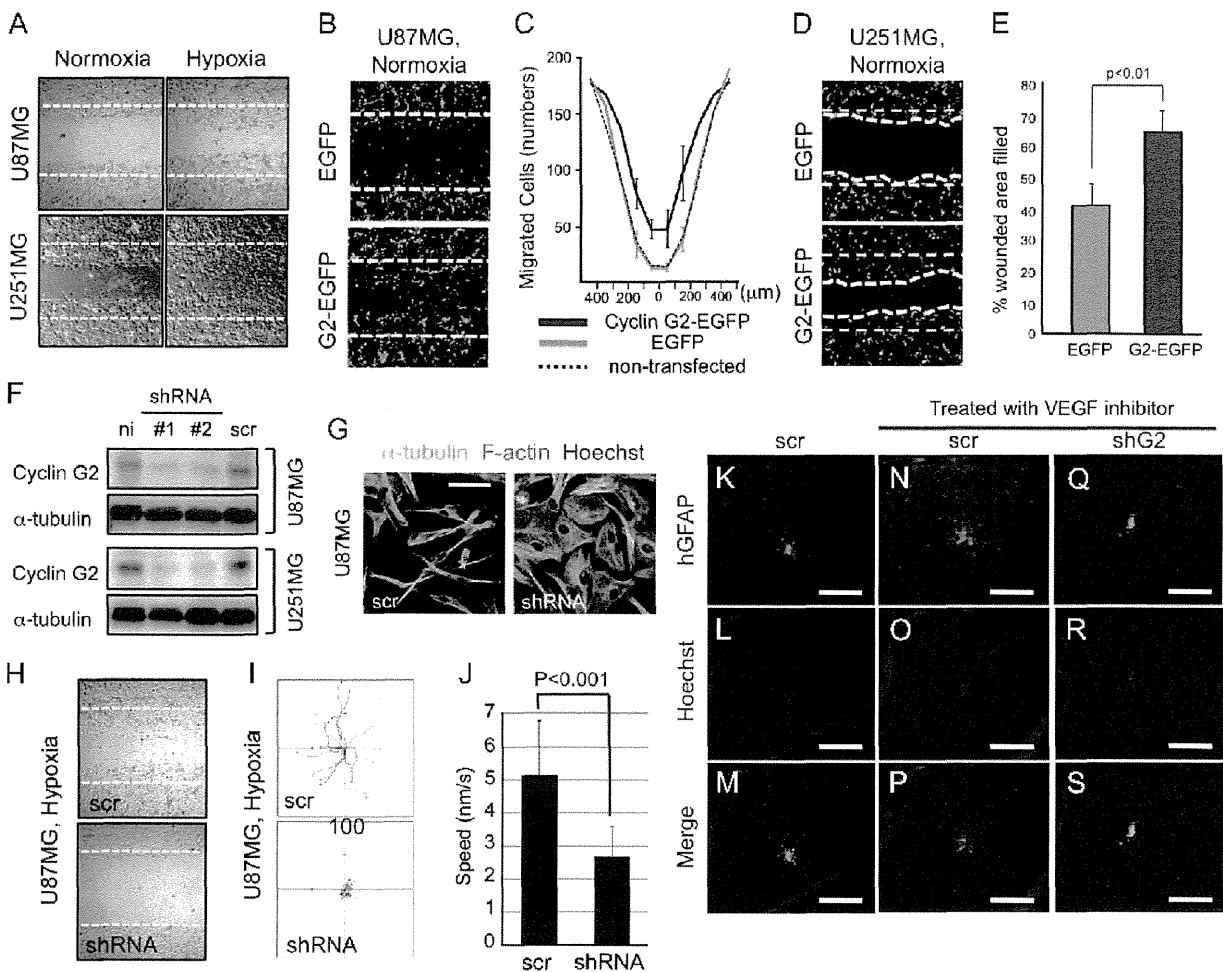 A
Normoxia Hypoxia
U87MG
U251MG
B
U87MG,
Normoxia
EGFP
G2-EGFP
C
Migrated Cells (numbers)
200
150
100
50
400 200 0 200 400 (μm)
Cyclin G2-EGFP
EGFP
non-transfected
D
U251MG,
Normoxia
EGFP
G2-EGFP
E
p<0.01
% wounded area filled
80
70
60
50
40
30
20
10
0
EGFP G2-EGFP
F
shRNA
ni #1 #2 scr
Cyclin G2
α-tubulin
U87MG
Cyclin G2
α-tubulin
U251MG
G
α-tubulin F-actin Hoechst
U87MG
scr
shRNA
H
U87MG, Hypoxia
scr
shRNA
I
U87MG, Hypoxia
scr
100
shRNA
J
P<0.001
Speed (nm/s)
7
6
5
4
3
2
1
0
scr shRNA
Treated with VEGF inhibitor
scr scr shG2
hGFAP
K N Q
Hoechst
L O R
Merge
M P S